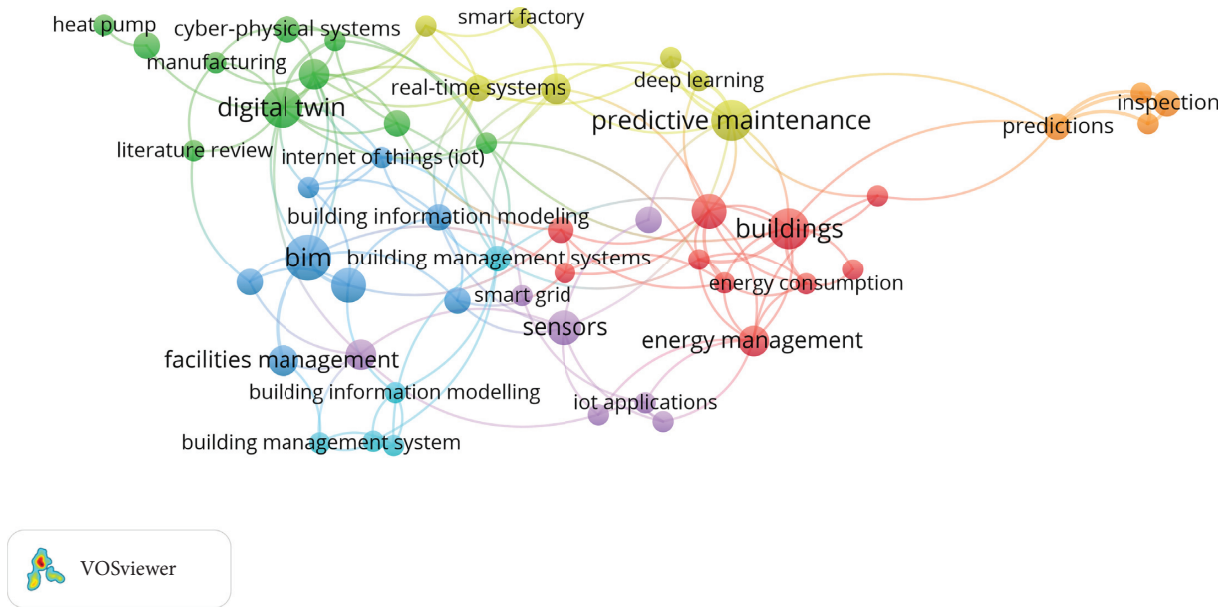 heat pump
cyber-physical systems
smart factory
manufacturing
real-time systems
deep learning
digital twin
predictive maintenance
inspection
predictions
literature review
internet of things (iot)
building information modeling
buildings
bim
building management systems
energy consumption
smart grid
sensors
energy management
facilities management
building information modelling
iot applications
building management system
VOSviewer